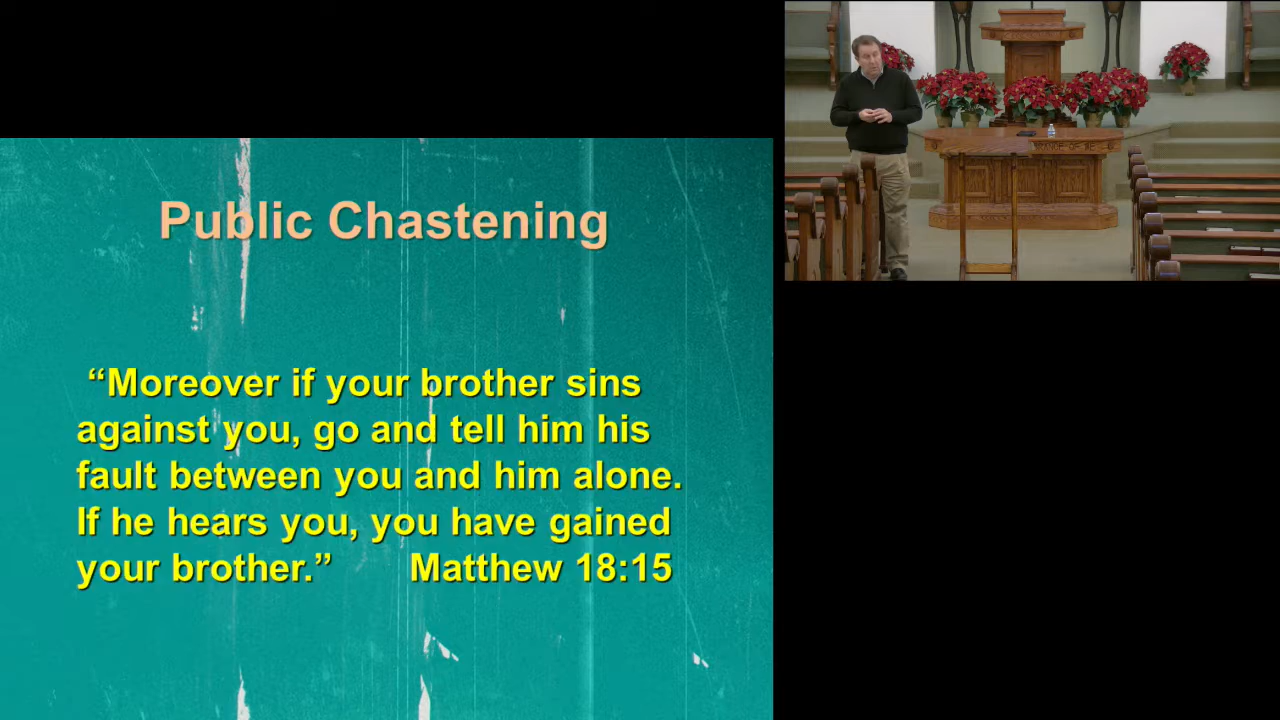 Public Chastening
“Moreover if your brother sins
against you, go and tell him his
fault between you and him alone.
If he hears you, you have gained
your brother.” Matthew 18:15